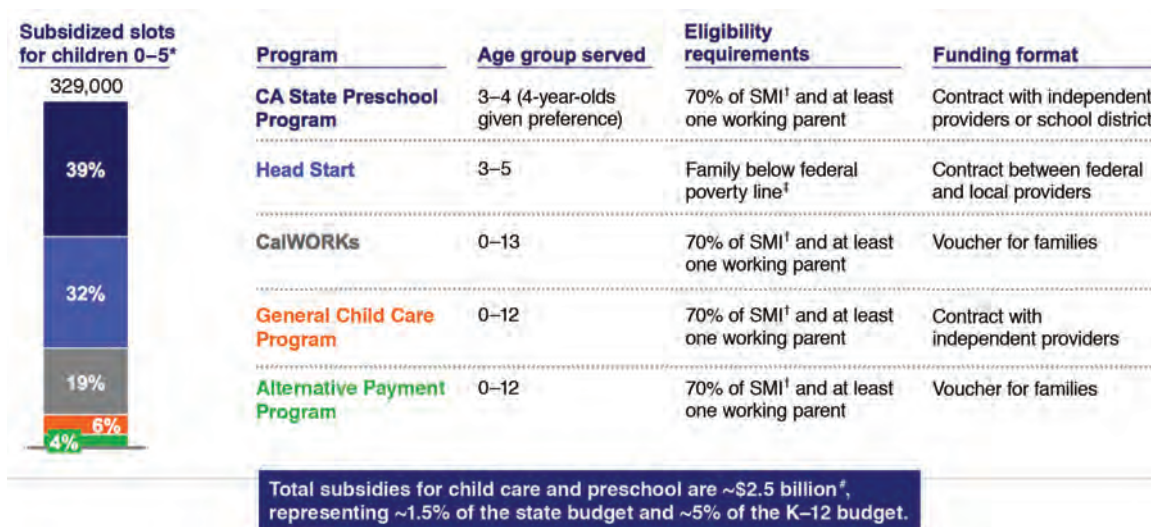 Subsidized slots
for children 0–5*
329,000
39%
32%
19%
6%
4%
Program
Age group served
Eligibility
requirements
Funding format
CA State Preschool
Program
3–4 (4-year-olds
given preference)
70% of SMI† and at least
one working parent
Contract with independent
providers or school district
Head Start
3–5
Family below federal
poverty line‡
Contract between federal
and local providers
CalWORKs
0–13
70% of SMI† and at least
one working parent
Voucher for families
General Child Care
Program
0–12
70% of SMI† and at least
one working parent
Contract with
independent providers
Alternative Payment
Program
0–12
70% of SMI† and at least
one working parent
Voucher for families
Total subsidies for child care and preschool are ~$2.5 billion#,
representing ~1.5% of the state budget and ~5% of the K–12 budget.